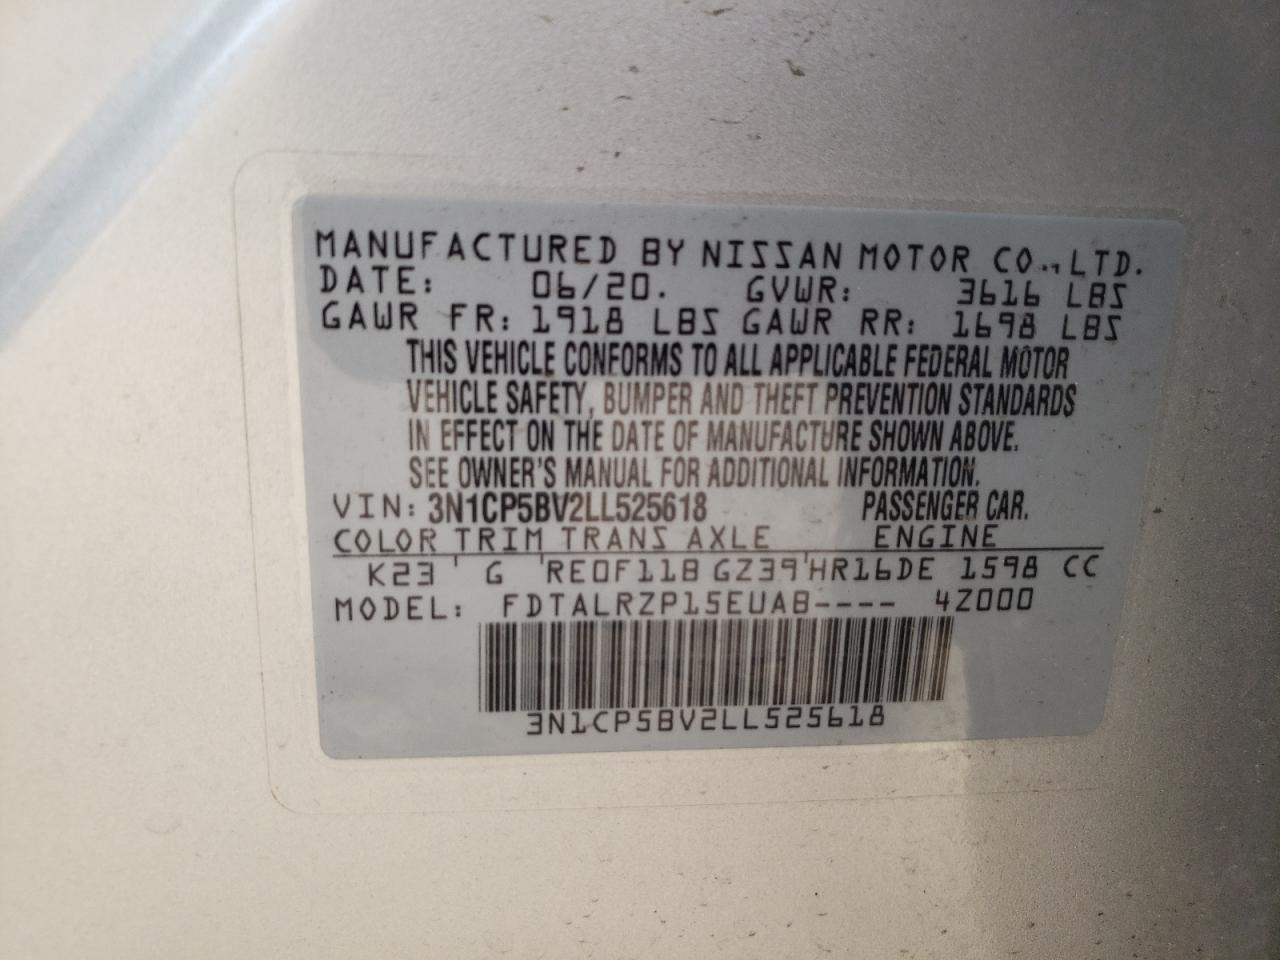 MANUFACTURED BY NISSAN MOTOR CO., LTD.
DATE: 06/20. GVWR: 3616 LBS
GAWR FR: 1918 LBS GAWR RR: 1698 LBS
THIS VEHICLE CONFORMS TO ALL APPLICABLE FEDERAL MOTOR
VEHICLE SAFETY, BUMPER AND THEFT PREVENTION STANDARDS
IN EFFECT ON THE DATE OF MANUFACTURE SHOWN ABOVE.
SEE OWNER'S MANUAL FOR ADDITIONAL INFORMATION.
VIN: 3N1CP5BV2LL525618 PASSENGER CAR.
COLOR TRIM TRANS AXLE ENGINE
K23 ' G 'RE0F11B GZ39'HR16DE 1598 CC
MODEL: FDTALRZP15EUAB---- 4Z000
3N1CP5BV2LL525618